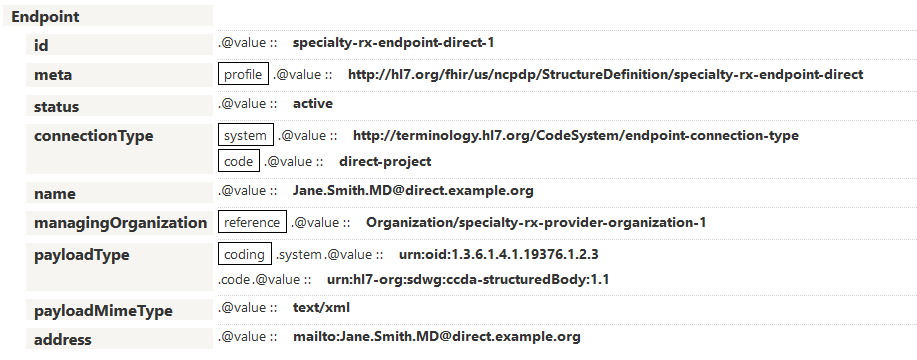 Endpoint
id .@value :: specialty-rx-endpoint-direct-1
meta profile .@value :: http://hl7.org/fhir/us/ncpdp/StructureDefinition/specialty-rx-endpoint-direct
status .@value :: active
connectionType system .@value :: http://terminology.hl7.org/CodeSystem/endpoint-connection-type
code .@value :: direct-project
name .@value :: Jane.Smith.MD@direct.example.org
managingOrganization reference .@value :: Organization/specialty-rx-provider-organization-1
payloadType coding .system.@value :: urn:oid:1.3.6.1.4.1.19376.1.2.3
.code.@value :: urn:hl7-org:sdwg:ccda-structuredBody:1.1
payloadMimeType .@value :: text/xml
address .@value :: mailto:Jane.Smith.MD@direct.example.org